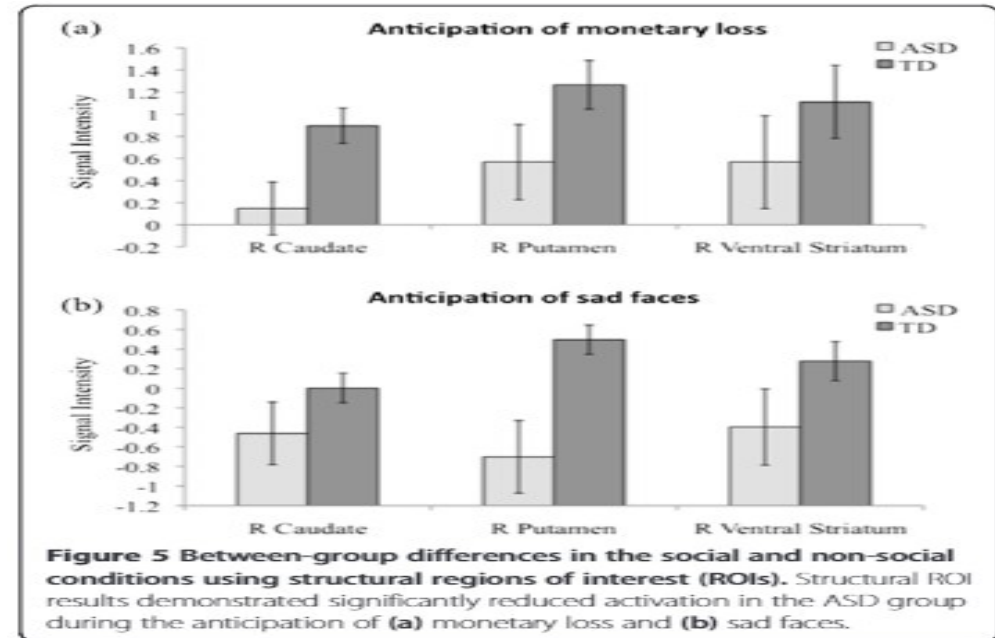 (a) Anticipation of monetary loss
ASD
TD
Signal Intensity
1.6
1.4
1.2
1
0.8
0.6
0.4
0.2
0
-0.2
R Caudate R Putamen R Ventral Striatum
(b) Anticipation of sad faces
ASD
TD
Signal Intensity
0.8
0.6
0.4
0.2
0
-0.2
-0.4
-0.6
-0.8
-1
-1.2
R Caudate R Putamen R Ventral Striatum
Figure 5 Between-group differences in the social and non-social
conditions using structural regions of interest (ROIs). Structural ROI
results demonstrated significantly reduced activation in the ASD group
during the anticipation of (a) monetary loss and (b) sad faces.